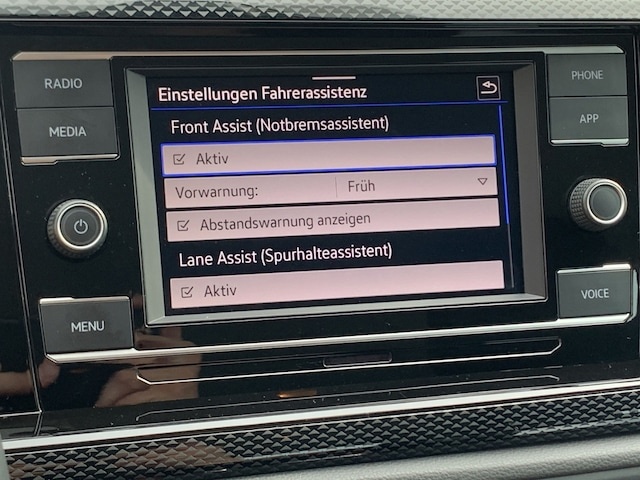 RADIO
MEDIA
MENU
Einstellungen Fahrerassistenz
Front Assist (Notbremsassistent)
Aktiv
Vorwarnung: Früh
Abstandswarnung anzeigen
Lane Assist (Spurhalteassistent)
Aktiv
PHONE
APP
VOICE